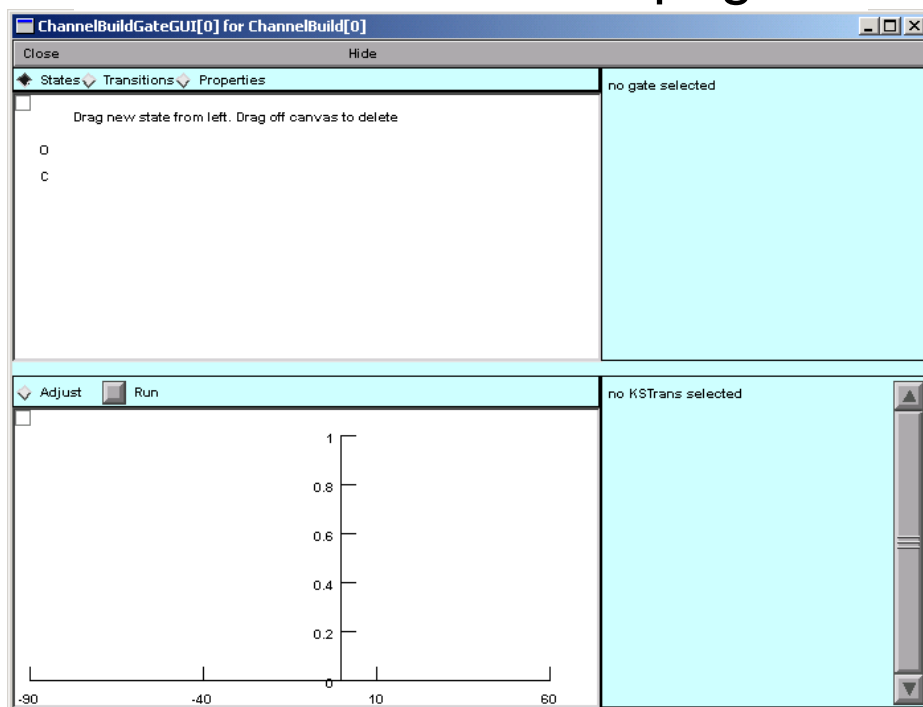 ChannelBuildGateGUI[0] for ChannelBuild[0]
Close Hide
States Transitions Properties
no gate selected
Drag new state from left. Drag off canvas to delete
O
C
Adjust Run
no KSTrans selected
1
0.8
0.6
0.4
0.2
0
-90 -40 10 60